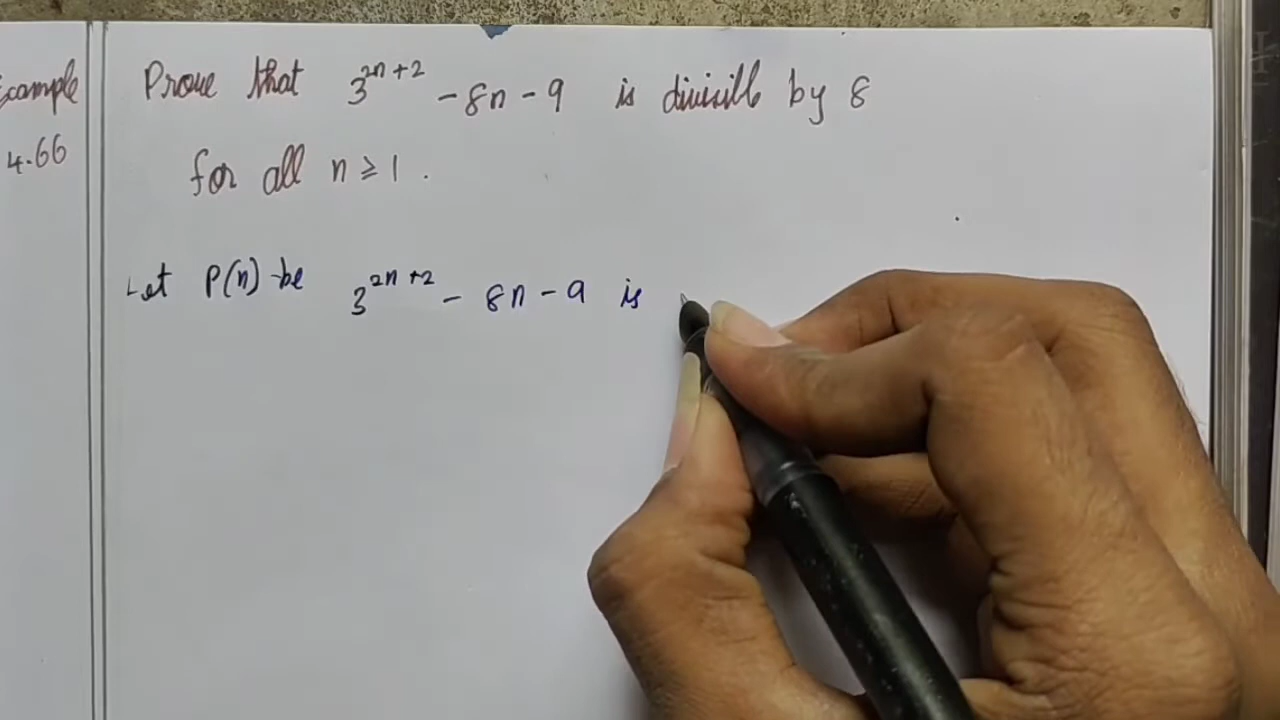 Example
4.66
Prove that 3^{2n+2} - 8n - 9 is divisible by 8
for all n ≥ 1.
Let P(n) be 3^{2n+2} - 8n - 9 is